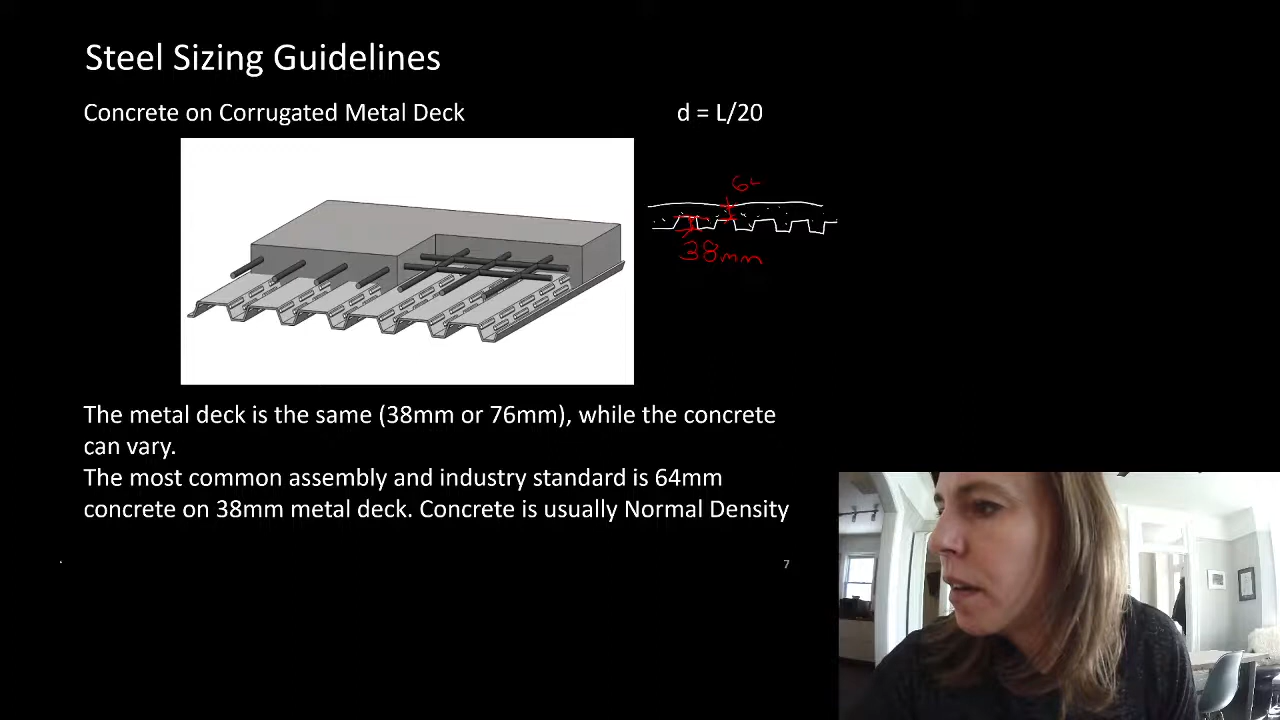 Steel Sizing Guidelines
Concrete on Corrugated Metal Deck
d = L/20
38mm
The metal deck is the same (38mm or 76mm), while the concrete
can vary.
The most common assembly and industry standard is 64mm
concrete on 38mm metal deck. Concrete is usually Normal Density
7